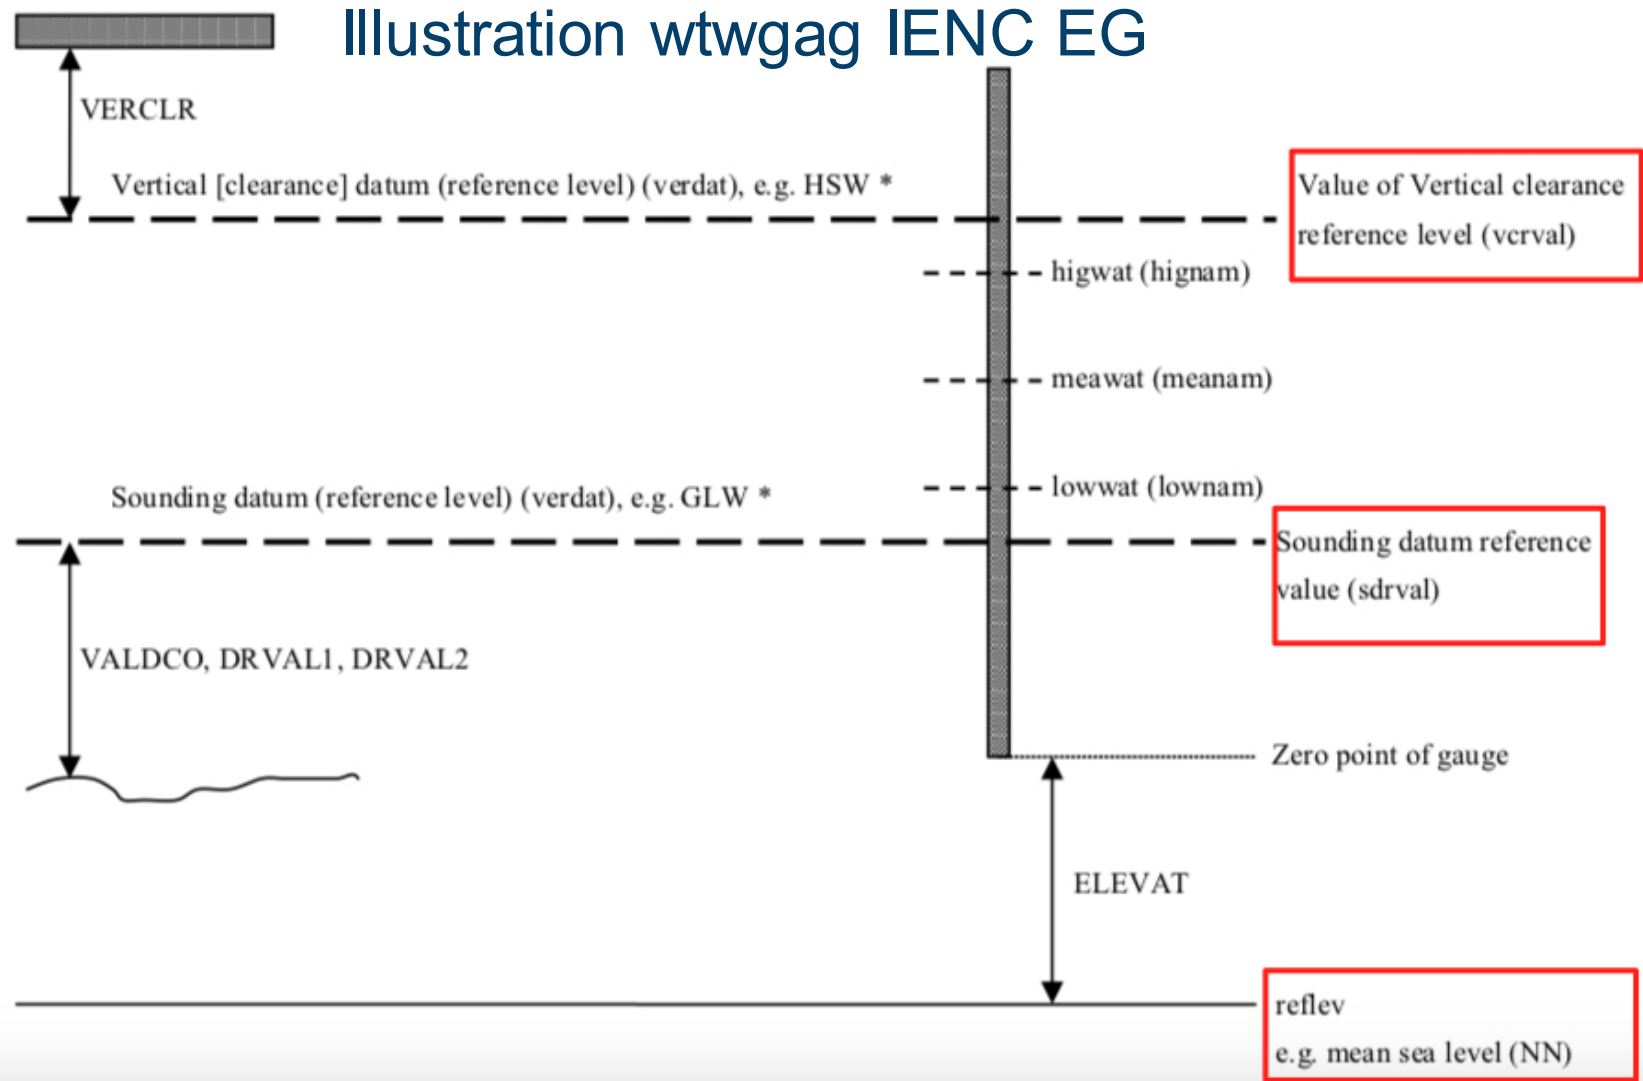 Illustration wtwgag IENC EG
VERCLR
Vertical [clearance] datum (reference level) (verdat), e.g. HSW *
Value of Vertical clearance
reference level (vcrval)
higwat (hignam)
meawat (meanam)
lowwat (lownam)
Sounding datum (reference level) (verdat), e.g. GLW *
Sounding datum reference
value (sdrval)
VALDCO, DRVAL1, DRVAL2
Zero point of gauge
ELEVAT
reflev
e.g. mean sea level (NN)